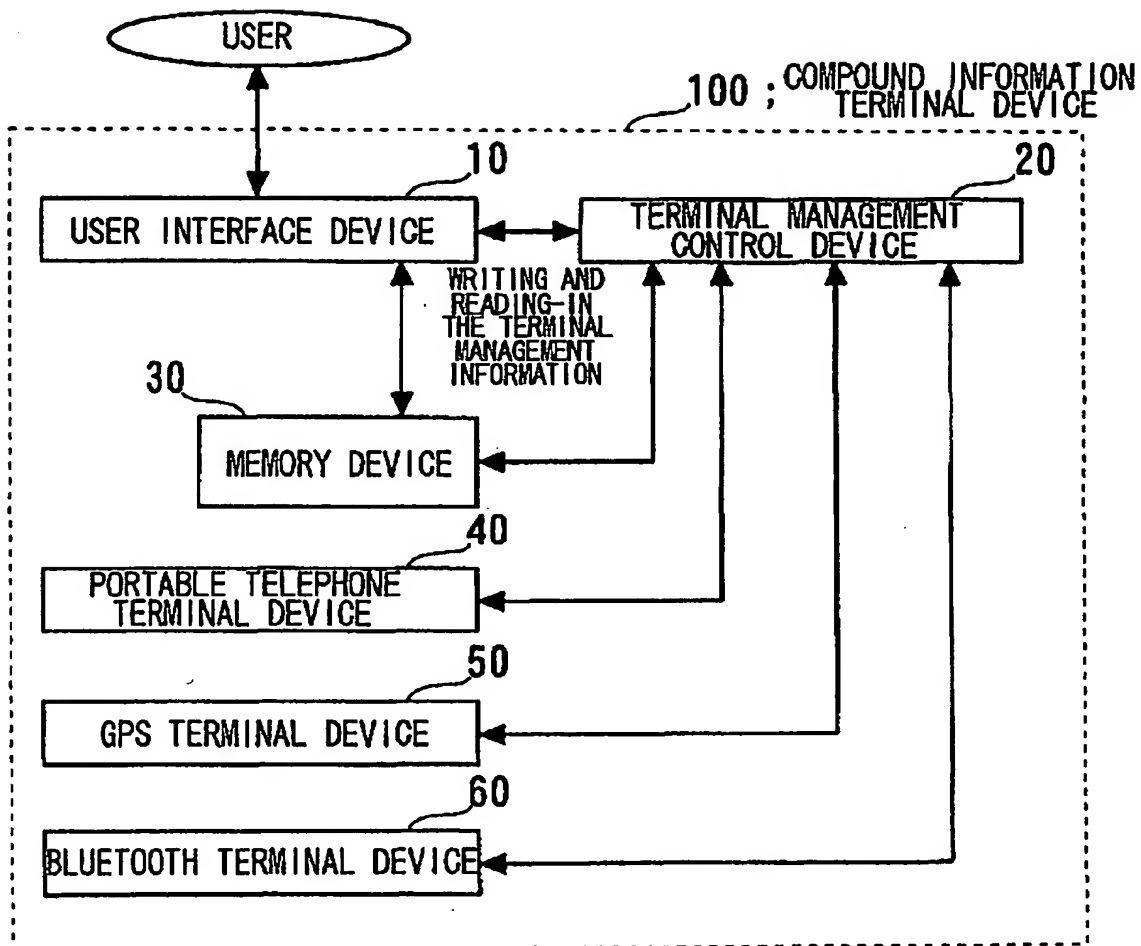 USER
100 ; COMPOUND INFORMATION
TERMINAL DEVICE
10
20
USER INTERFACE DEVICE
TERMINAL MANAGEMENT
CONTROL DEVICE
WRITING AND
READING-IN
THE TERMINAL
MANAGEMENT
INFORMATION
30
MEMORY DEVICE
40
PORTABLE TELEPHONE
TERMINAL DEVICE
50
GPS TERMINAL DEVICE
60
BLUETOOTH TERMINAL DEVICE